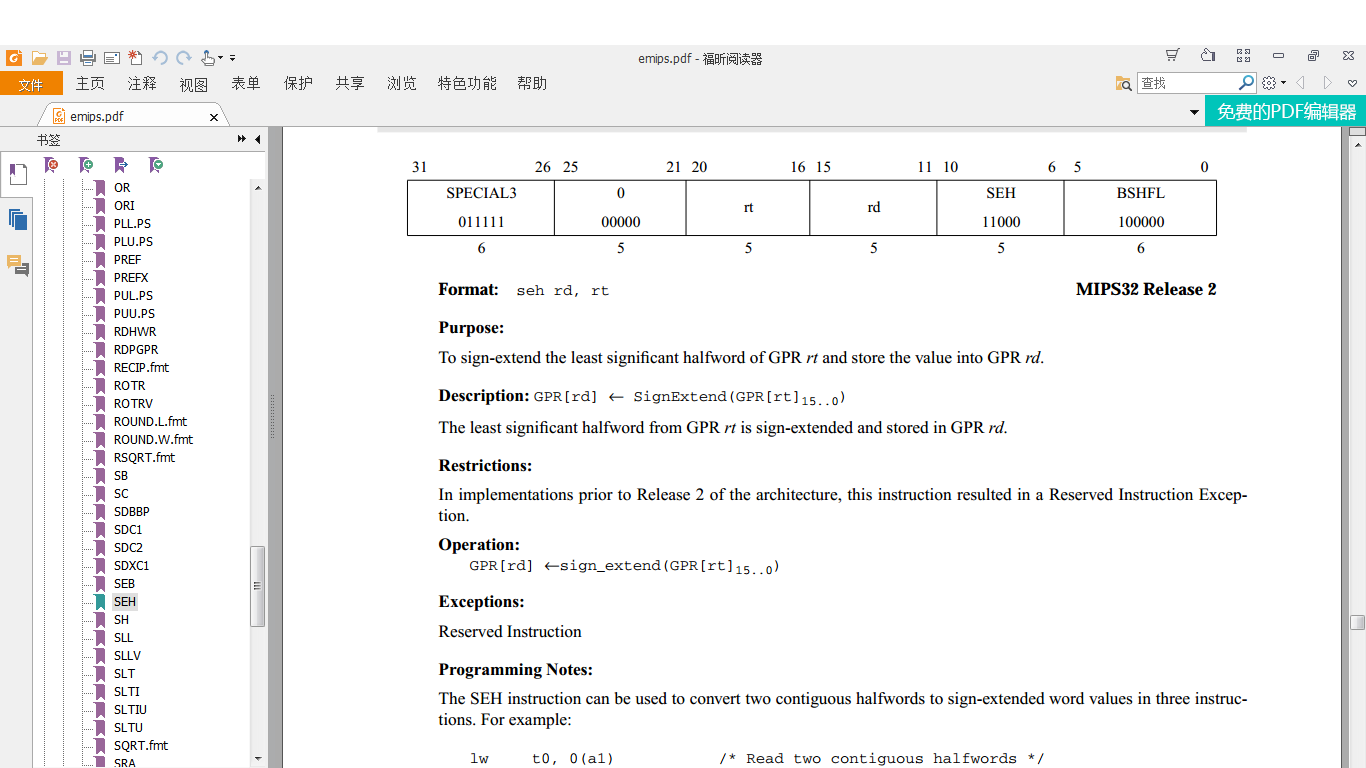 emips.pdf - 福昕阅读器
文件 主页 注释 视图 表单 保护 共享 浏览 特色功能 帮助 查找
emips.pdf 免费的PDF编辑器
书签
OR
ORI
PLL.PS
PLU.PS
PREF
PREFX
PUL.PS
PUU.PS
RDHWR
RDPGPR
RECIP.fmt
ROTR
ROTRV
ROUND.L.fmt
ROUND.W.fmt
RSQRT.fmt
SB
SC
SDBBP
SDC1
SDC2
SDXC1
SEB
SEH
SH
SLL
SLLV
SLT
SLTI
SLTIU
SLTU
SQRT.fmt
SRA
31 26 25 21 20 16 15 11 10 6 5 0
SPECIAL3 0 rt rd SEH BSHFL
011111 00000 11000 100000
6 5 5 5 5 6
Format: seh rd, rt MIPS32 Release 2
Purpose:
To sign-extend the least significant halfword of GPR rt and store the value into GPR rd.
Description: GPR[rd] ← SignExtend(GPR[rt]15..0)
The least significant halfword from GPR rt is sign-extended and stored in GPR rd.
Restrictions:
In implementations prior to Release 2 of the architecture, this instruction resulted in a Reserved Instruction Excep-
tion.
Operation:
GPR[rd] ←sign_extend(GPR[rt]15..0)
Exceptions:
Reserved Instruction
Programming Notes:
The SEH instruction can be used to convert two contiguous halfwords to sign-extended word values in three instruc-
tions. For example:
lw t0, 0(a1) /* Read two contiguous halfwords */